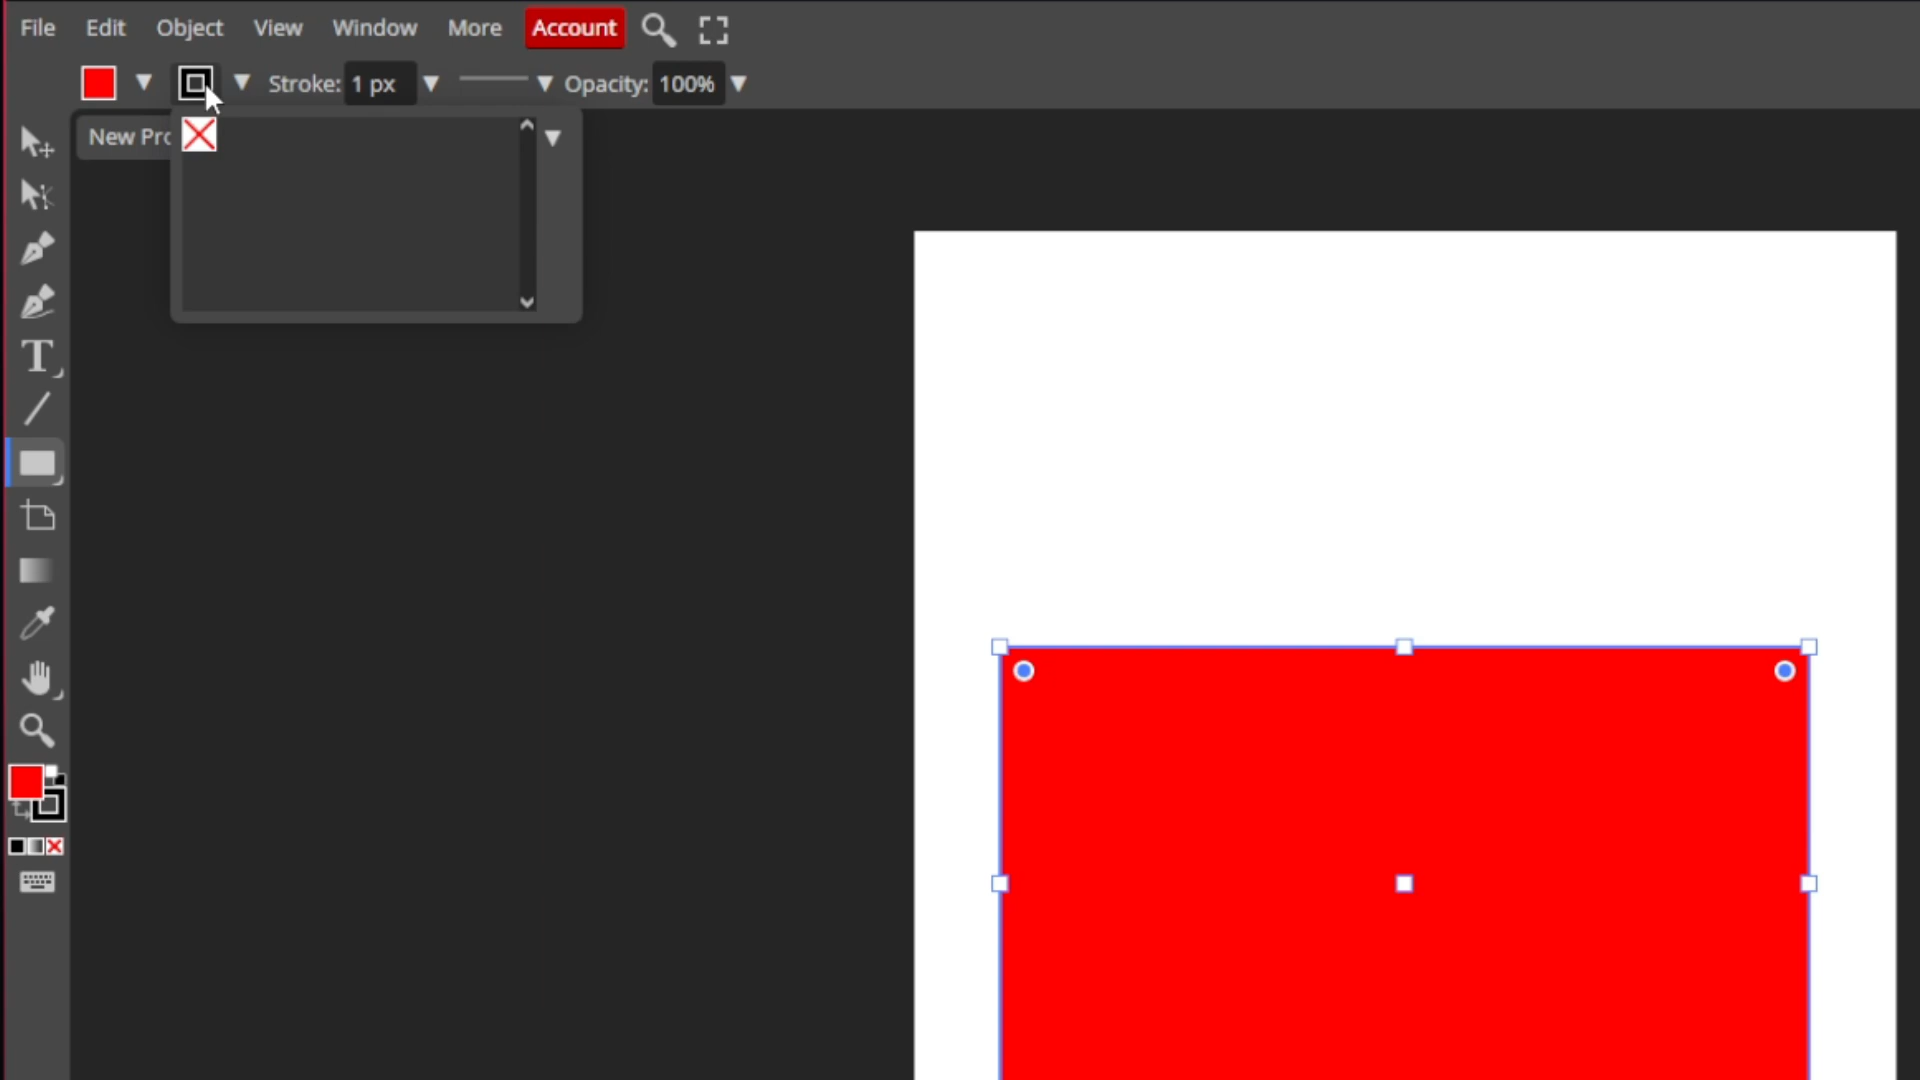 File Edit Object View Window More Account
Stroke: 1 px Opacity: 100%
New Pro
T